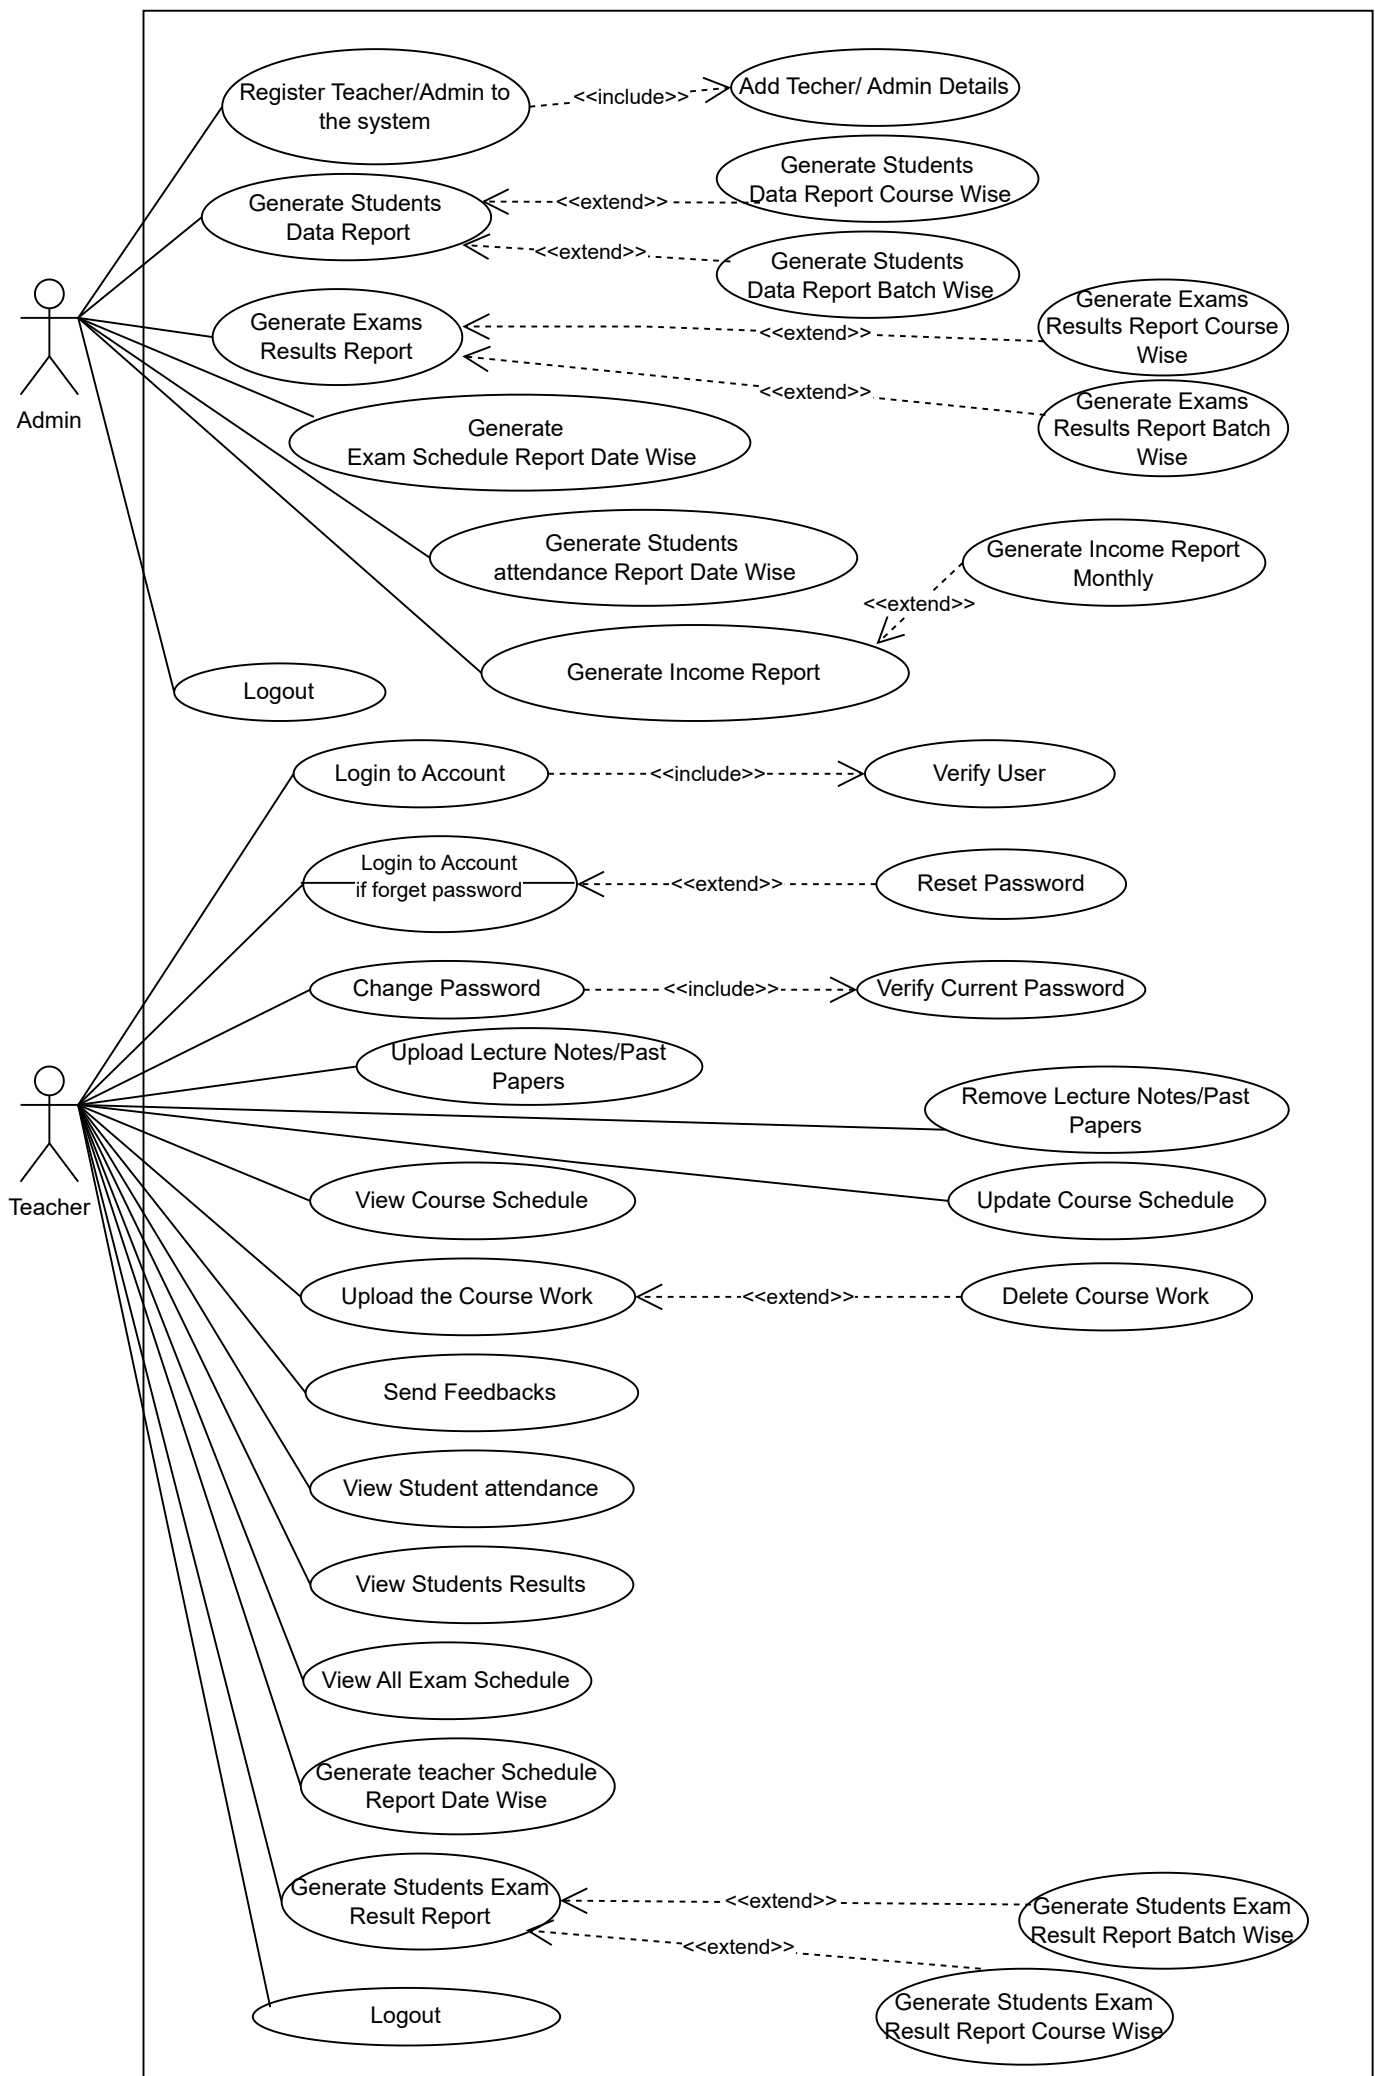 Register Teacher/Admin to
the system
<<include>>
Add Techer/ Admin Details
Generate Students
Data Report
<<extend>>
Generate Students
Data Report Course Wise
<<extend>>
Generate Students
Data Report Batch Wise
Admin
Generate Exams
Results Report
<<extend>>
Generate Exams
Results Report Course
Wise
<<extend>>
Generate Exams
Results Report Batch
Wise
Generate
Exam Schedule Report Date Wise
Generate Students
attendance Report Date Wise
Generate Income Report
Monthly
<<extend>>
Generate Income Report
Logout
Login to Account
<<include>>
Verify User
Login to Account
if forget password
<<extend>>
Reset Password
Change Password
<<include>>
Verify Current Password
Upload Lecture Notes/Past
Papers
Remove Lecture Notes/Past
Papers
Teacher
View Course Schedule
Update Course Schedule
Upload the Course Work
<<extend>>
Delete Course Work
Send Feedbacks
View Student attendance
View Students Results
View All Exam Schedule
Generate teacher Schedule
Report Date Wise
Generate Students Exam
Result Report
<<extend>>
Generate Students Exam
Result Report Batch Wise
<<extend>>
Generate Students Exam
Result Report Course Wise
Logout